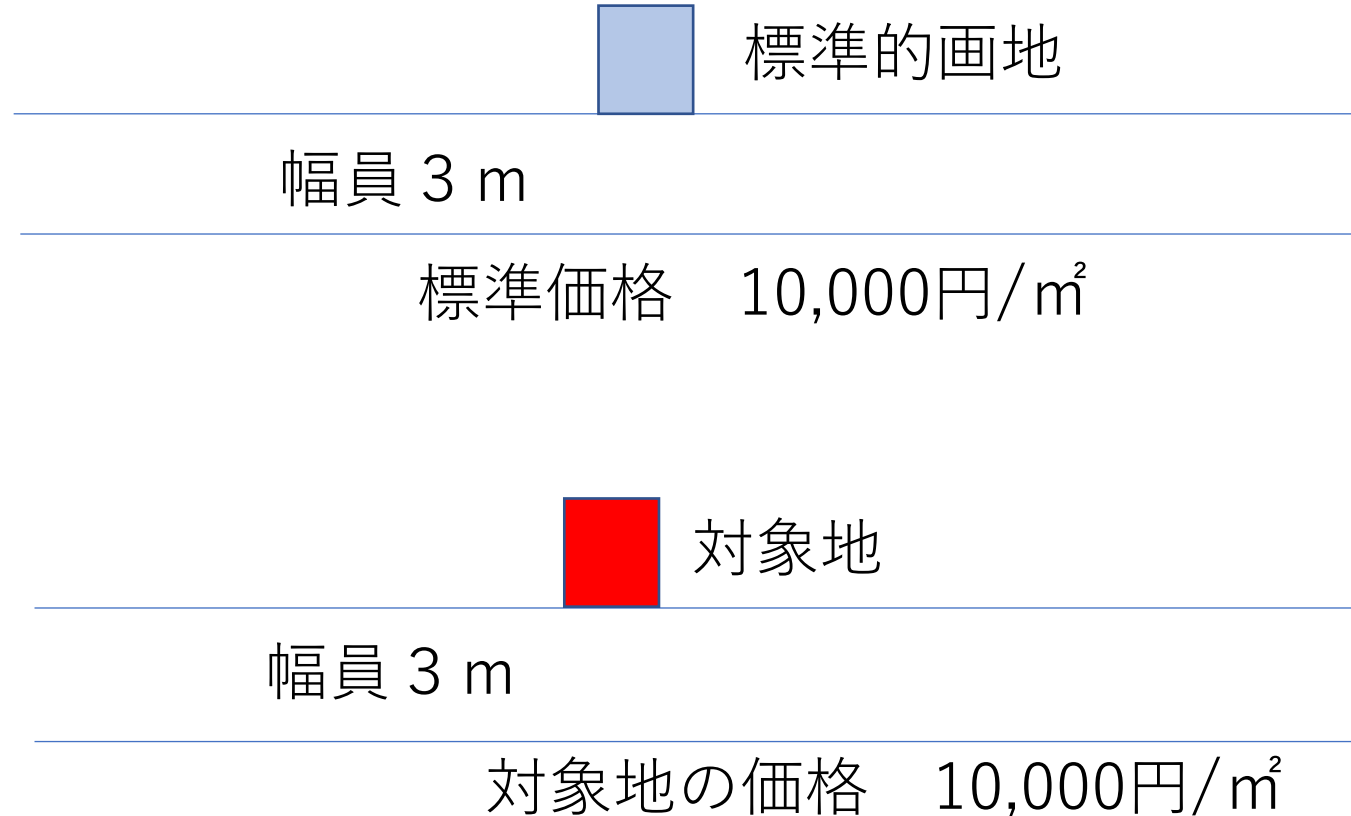 標準的画地
幅員３ｍ
標準価格　10,000円/㎡
対象地
幅員３ｍ
対象地の価格　10,000円/㎡